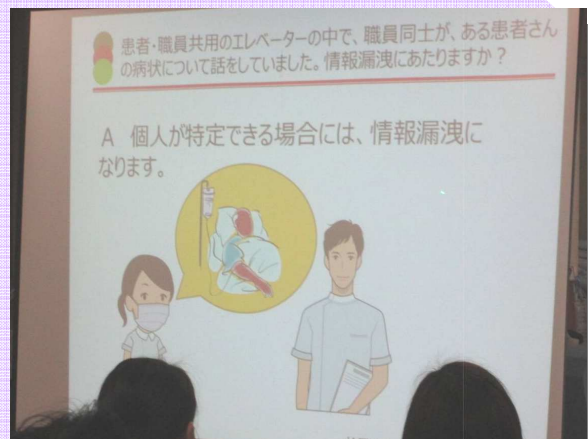 患者・職員共用のエレベーターの中で、職員同士が、ある患者さん
の病状について話をしていました。情報漏洩にあたりますか？
A 個人が特定できる場合には、情報漏洩に
なります。